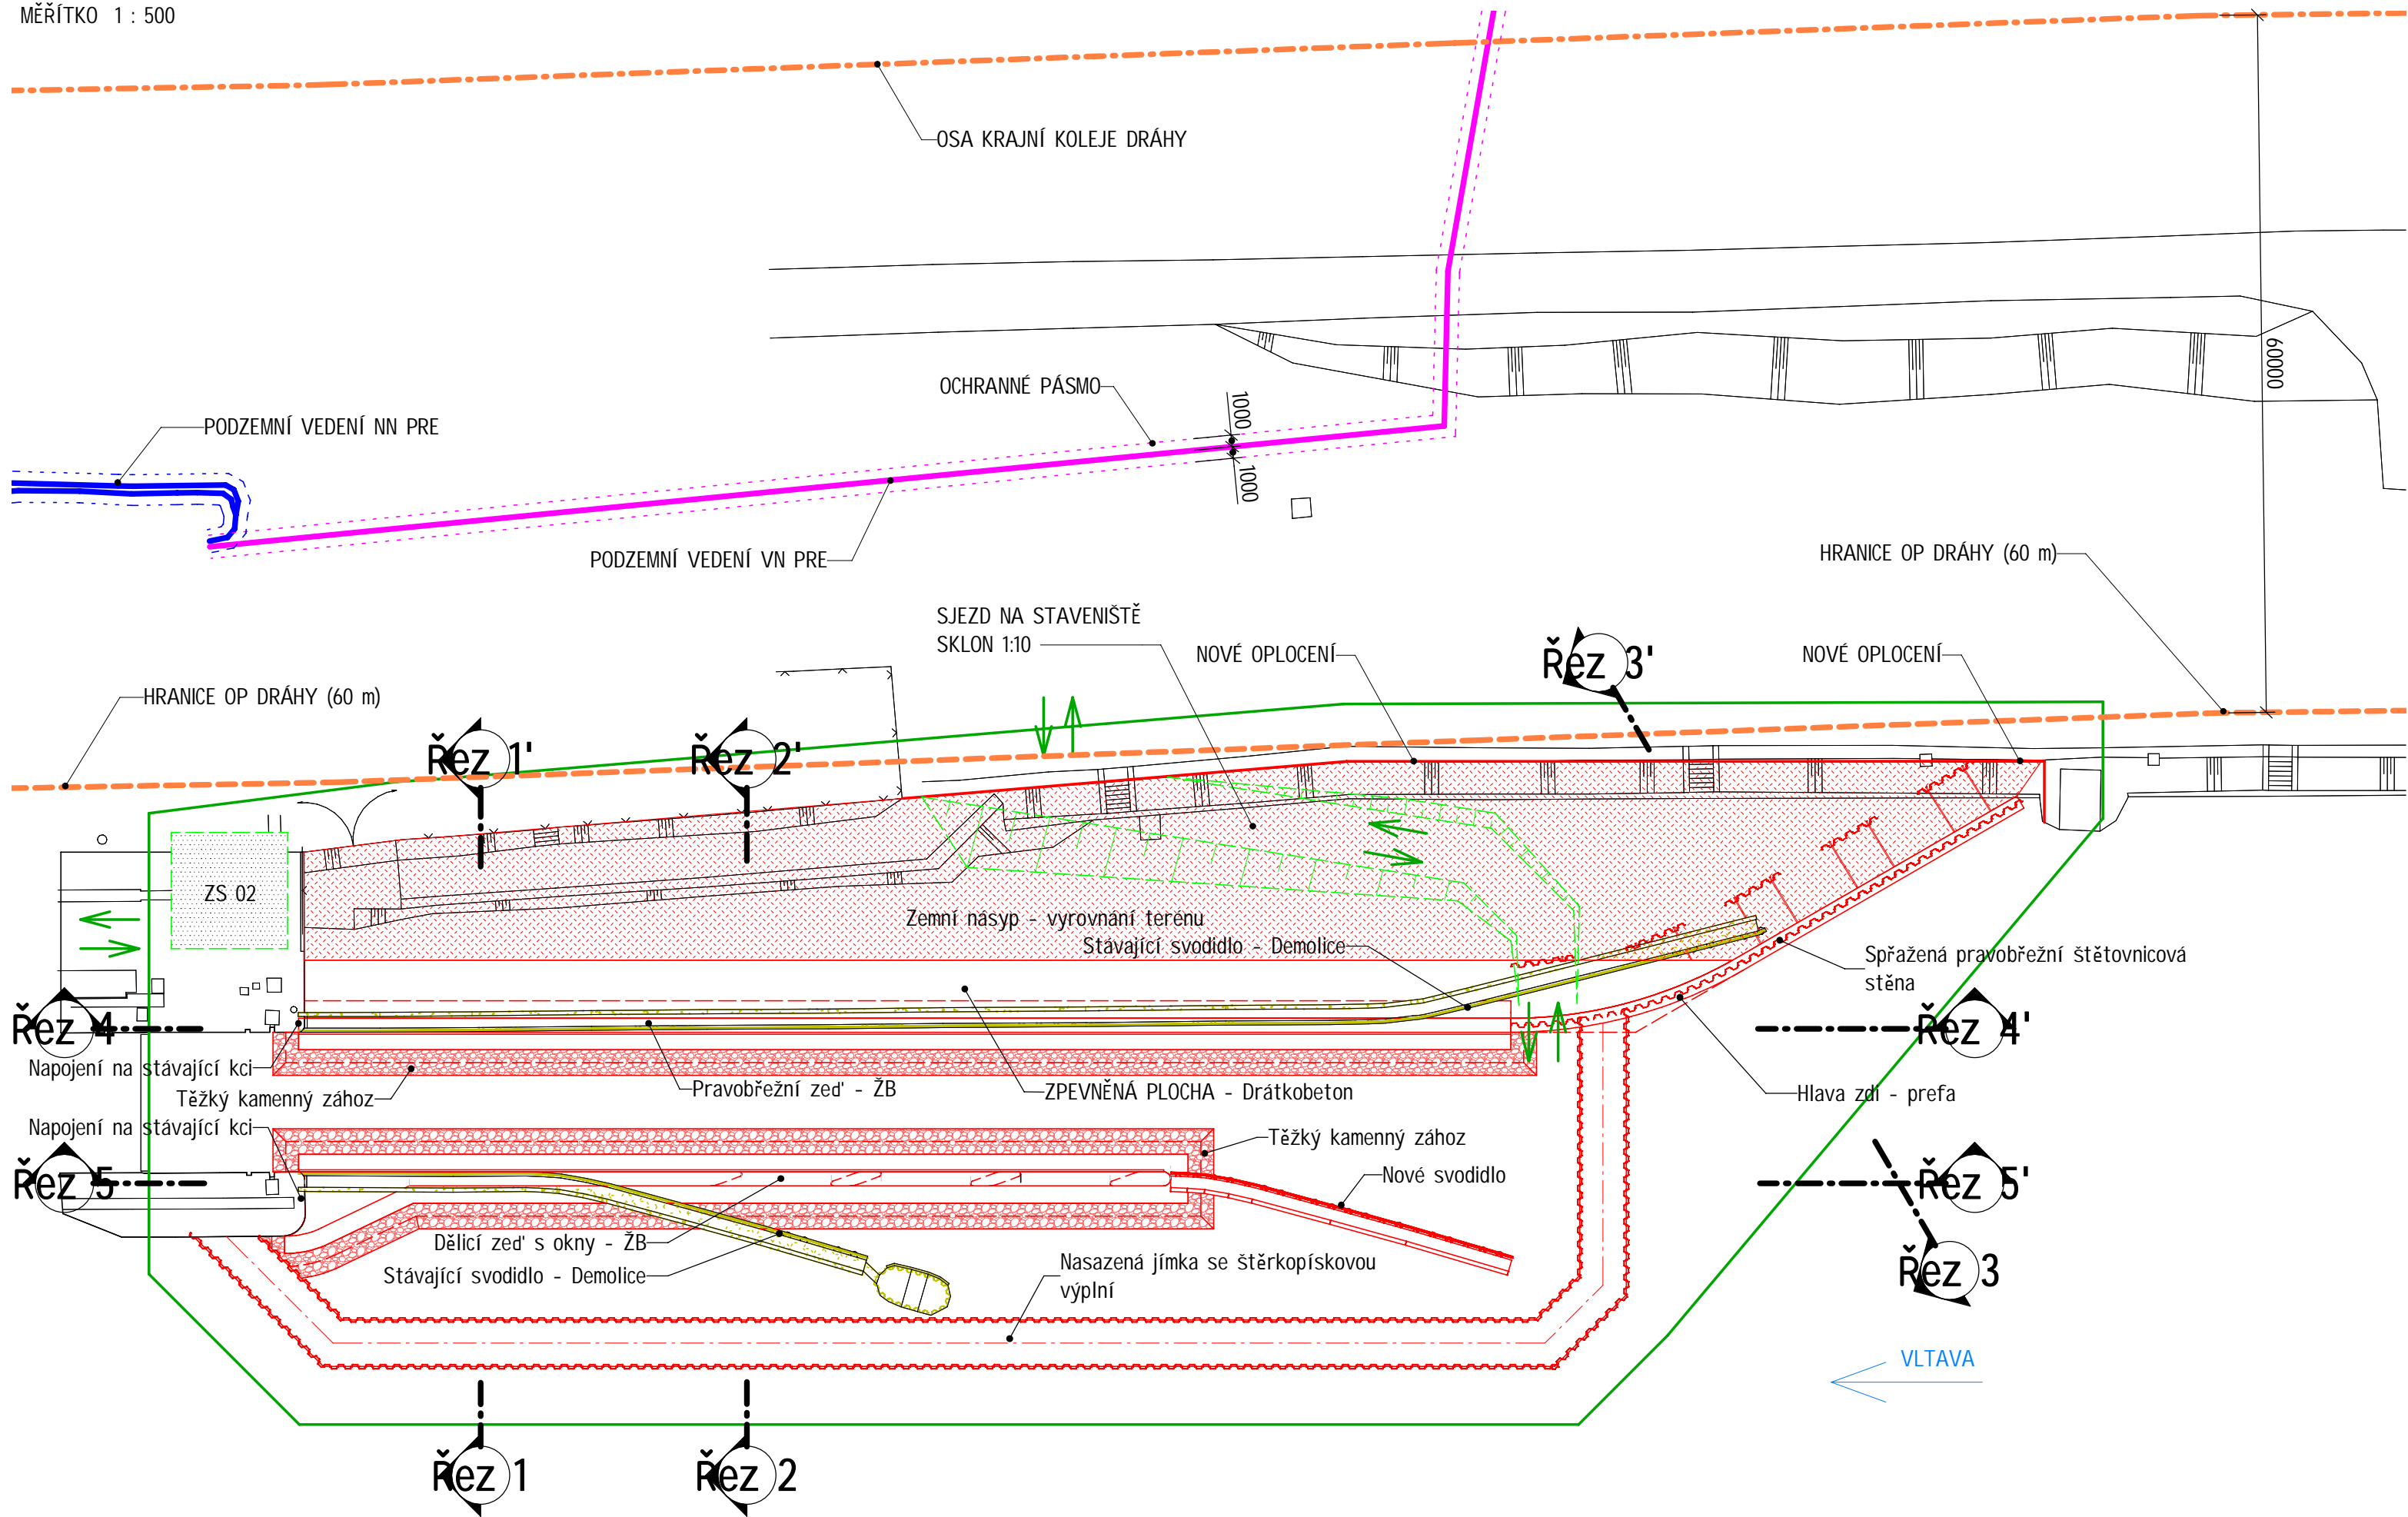 MĚŘÍTKO 1 : 500
OSA KRAJNÍ KOLEJE DRÁHY
60000
OCHRANNÉ PÁSMO
1000
1000
PODZEMNÍ VEDENÍ NN PRE
PODZEMNÍ VEDENÍ VN PRE
HRANICE OP DRÁHY (60 m)
SJEZD NA STAVENIŠTĚ
SKLON 1:10
NOVÉ OPLOCENÍ
Řez 3'
NOVÉ OPLOCENÍ
HRANICE OP DRÁHY (60 m)
Řez 1'
Řez 2'
ZS 02
Zemní násyp - vyrovnání terénu
Stávající svodidlo - Demolice
Spřažená pravobřežní štětovnicová
stěna
Řez 4
Řez 4'
Napojení na stávající kci
Těžký kamenný zához
Pravobřežní zeď - ŽB
ZPEVNĚNÁ PLOCHA - Drátkobeton
Hlava zdi - prefa
Napojení na stávající kci
Těžký kamenný zához
Nové svodidlo
Řez 5
Řez 5'
Dělicí zeď s okny - ŽB
Stávající svodidlo - Demolice
Nasazená jímka se štěrkopískovou
výplní
Řez 3
VLTAVA
Řez 1
Řez 2